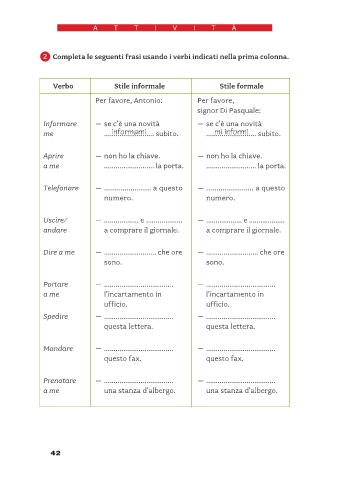 ATTIVITÀ
2 Completa le seguenti frasi usando i verbi indicati nella prima colonna.
Verbo Stile informale Stile formale
Per favore, Antonio: Per favore,
signor Di Pasquale:
Informare — se c'è una novità — se c'è una novità
me informami subito. mi informi subito.
Aprire — non ho la chiave. — non ho la chiave.
a me ........................ la porta. ........................ la porta.
Telefonare — ....................... a questo — ....................... a questo
numero. numero.
Uscire/ — ................. e ................. — ................. e .................
andare a comprare il giornale. a comprare il giornale.
Dire a me — ......................... che ore — ......................... che ore
sono. sono.
Portare — .................................. — ..................................
a me l'incartamento in l'incartamento in
ufficio. ufficio.
Spedire — .................................. — ..................................
questa lettera. questa lettera.
Mandare — .................................. — ..................................
questo fax. questo fax.
Prenotare — .................................. — ..................................
a me una stanza d'albergo. una stanza d'albergo.
42